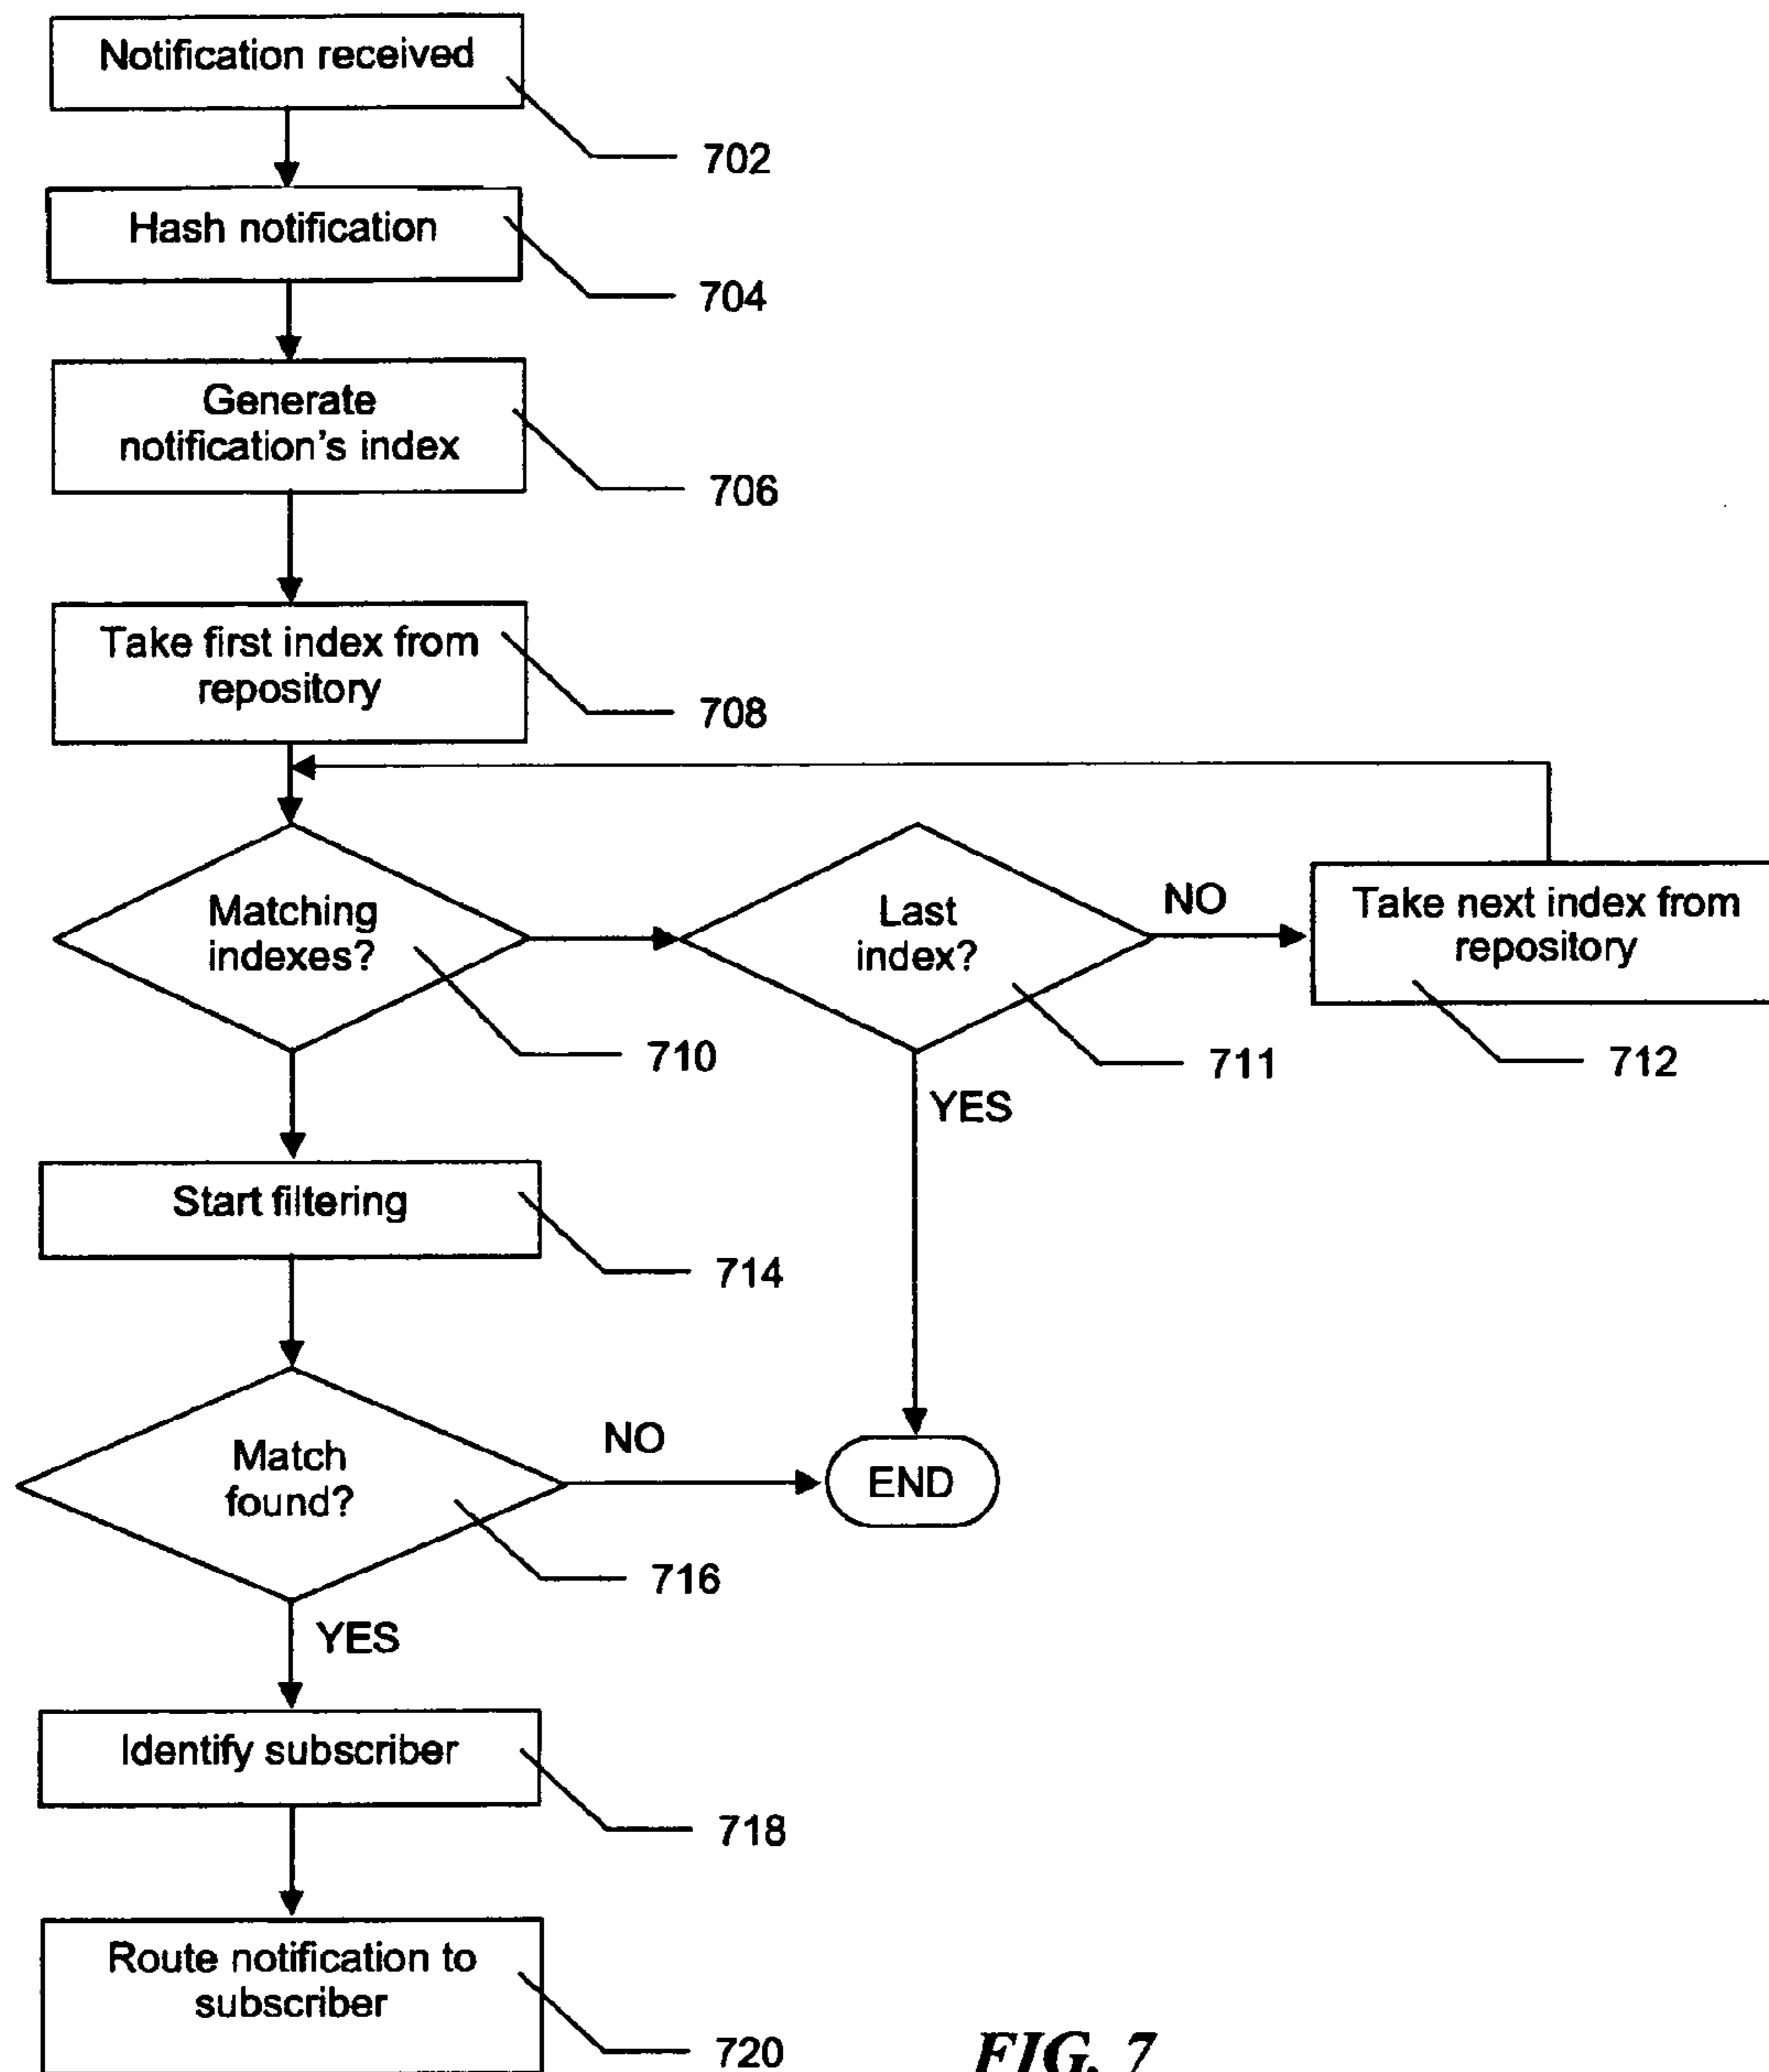 Notification received
702
Hash notification
704
Generate
notification's index
706
Take first index from
repository
708
Matching
indexes?
710
Last
index?
711
NO
YES
Take next index from
repository
712
Start filtering
714
Match
found?
716
NO
END
YES
Identify subscriber
718
Route notification to
subscriber
720
FIG. 7